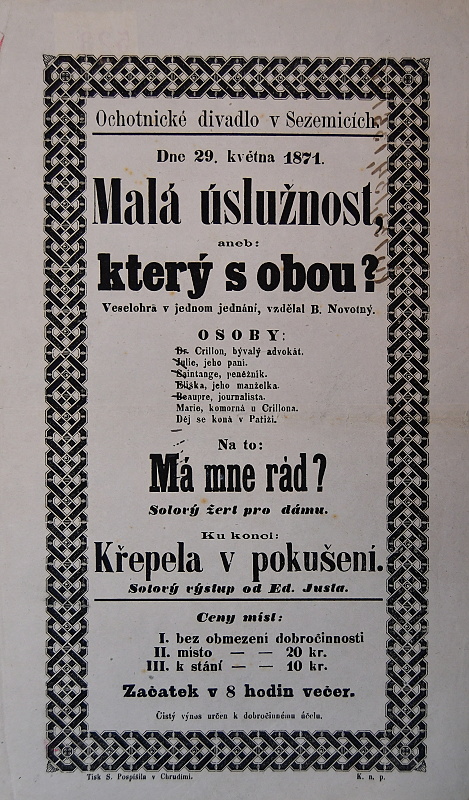 Ochotnické divadlo v Sezemicích.
Dne 29. května 1871.
Malá úslužnost,
aneb:
který s obou?
Veselohra v jednom jednání, vzdělal B. Novotný.
OSOBY:
Dr. Crillon, bývalý advokát.
Julie, jeho paní.
Saintange, peněžník.
Eliška, jeho manželka.
Beaupre, journalista.
Marie, komorná u Crillona.
Děj se koná v Paříži.
Na to:
Má mne rád?
Solový žert pro dámu.
Ku konci:
Křepela v pokušení.
Solový výstup od Ed. Justa.
Ceny míst:
I. bez obmezení dobročinnosti
II. místo — — 20 kr.
III. k stání — — 10 kr.
Začátek v 8 hodin večer.
Čistý výnos určen k dobročinnému účelu.
Tisk S. Pospíšila v Chrudimi. K. n. p.